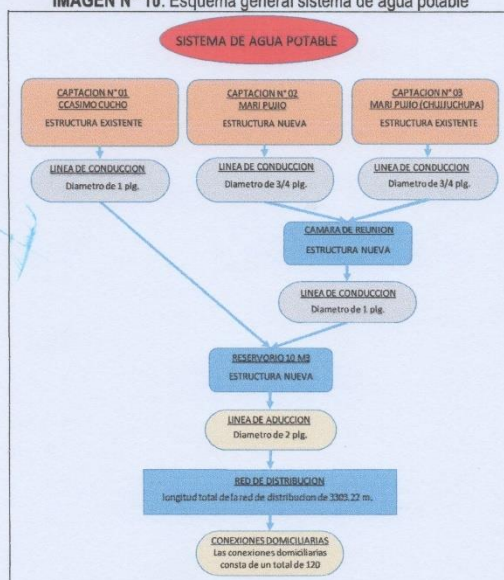 IMAGEN N° 10: Esquema general sistema de agua potable
SISTEMA DE AGUA POTABLE
CAPTACION N° 01
CCASIMO CUCHO
ESTRUCTURA EXISTENTE
CAPTACION N° 02
MARI PUJIO
ESTRUCTURA NUEVA
CAPTACION N° 03
MARI PUJIO (CHUJJUCHUPA)
ESTRUCTURA EXISTENTE
LINEA DE CONDUCCION
Diametro de 1 plg.
LINEA DE CONDUCCION
Diametro de 3/4 plg.
LINEA DE CONDUCCION
Diametro de 3/4 plg.
CAMARA DE REUNION
ESTRUCTURA NUEVA
LINEA DE CONDUCCION
Diametro de 1 plg.
RESERVORIO 10 M3
ESTRUCTURA NUEVA
LINEA DE ADUCCION
Diametro de 2 plg.
RED DE DISTRIBUCION
longitud total de la red de distribucion de 3303.22 m.
CONEXIONES DOMICILIARIAS
Las conexiones domiciliarias
consta de un total de 120